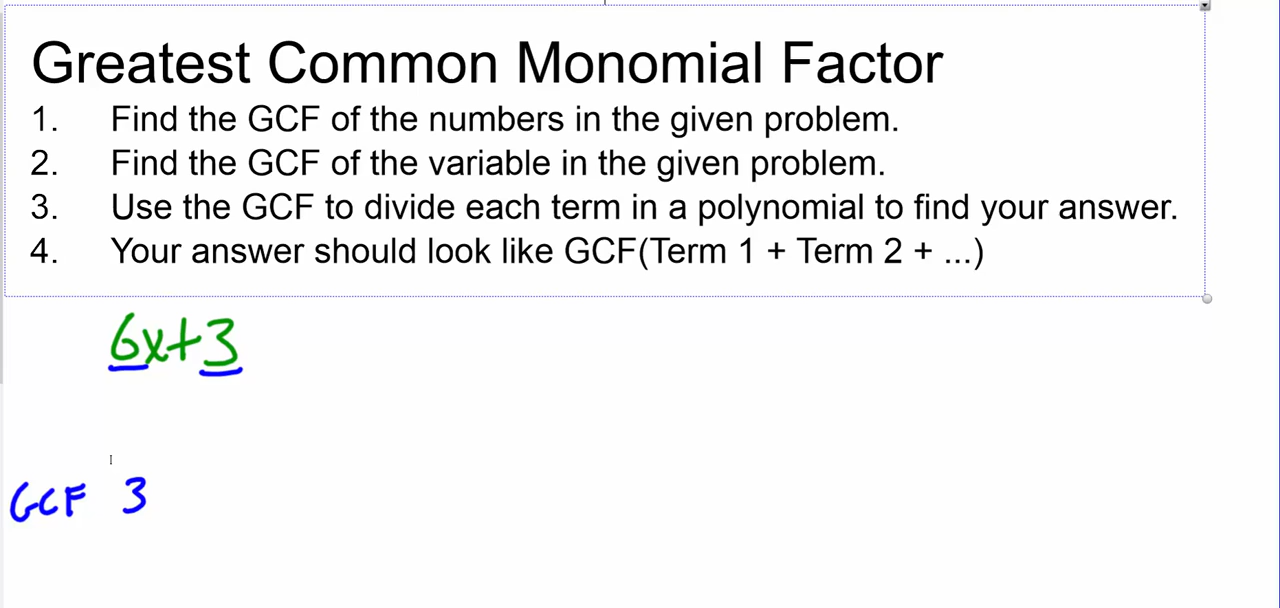 Greatest Common Monomial Factor
1. Find the GCF of the numbers in the given problem.
2. Find the GCF of the variable in the given problem.
3. Use the GCF to divide each term in a polynomial to find your answer.
4. Your answer should look like GCF(Term 1 + Term 2 + ...)
6x+3
GCF 3